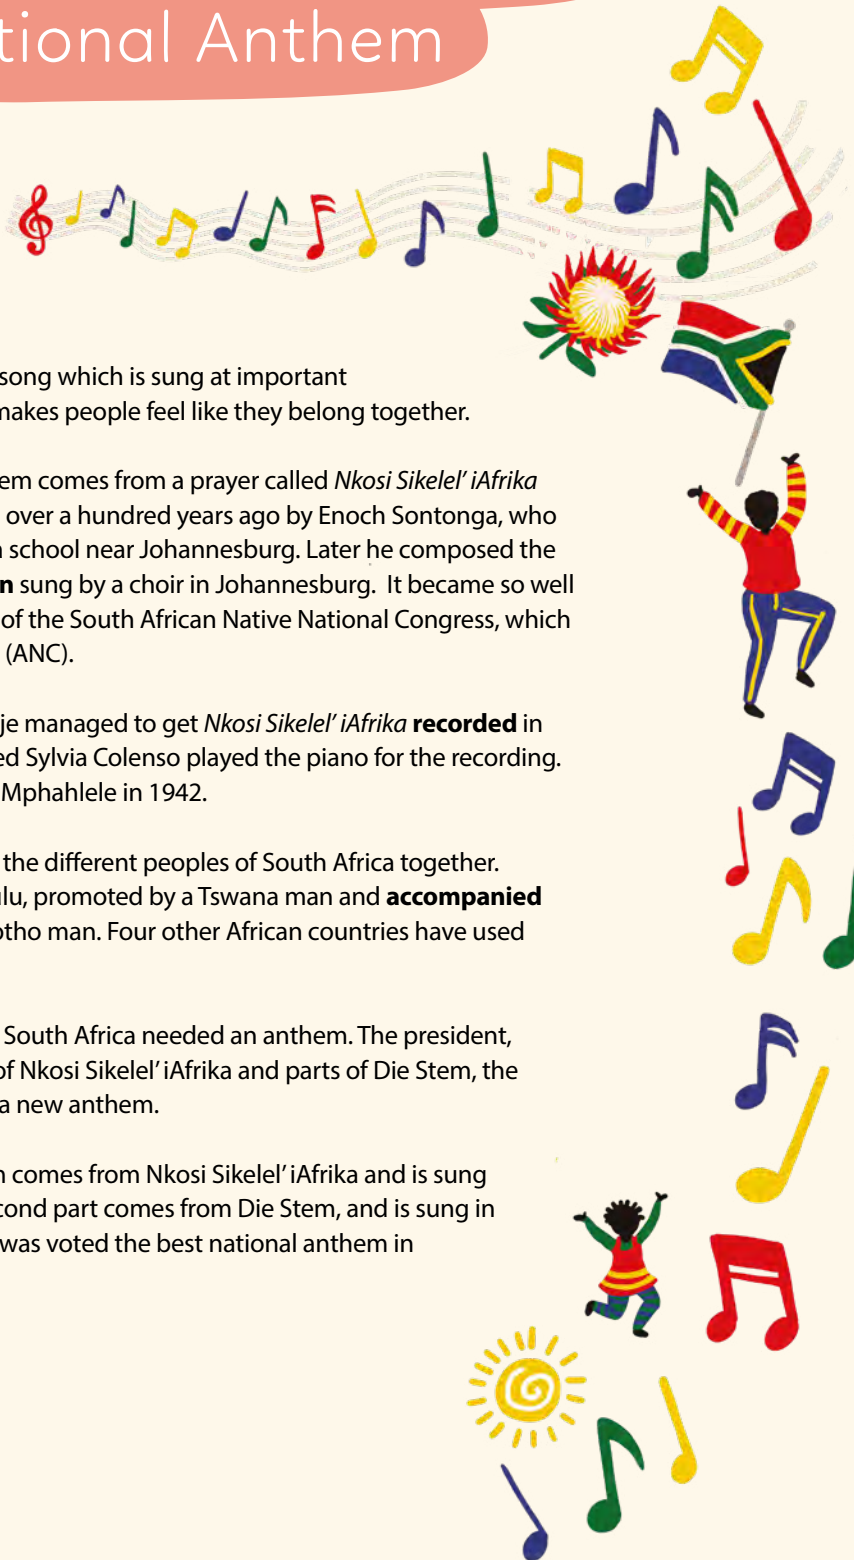 tional Anthem
song which is sung at important
makes people feel like they belong together.
em comes from a prayer called Nkosi Sikelel’ iAfrika
over a hundred years ago by Enoch Sontonga, who
school near Johannesburg. Later he composed the
n sung by a choir in Johannesburg. It became so well
of the South African Native National Congress, which
(ANC).
je managed to get Nkosi Sikelel’ iAfrika recorded in
ed Sylvia Colenso played the piano for the recording.
Mphahlele in 1942.
the different peoples of South Africa together.
ulu, promoted by a Tswana man and accompanied
otho man. Four other African countries have used
South Africa needed an anthem. The president,
of Nkosi Sikelel’ iAfrika and parts of Die Stem, the
a new anthem.
n comes from Nkosi Sikelel’ iAfrika and is sung
cond part comes from Die Stem, and is sung in
was voted the best national anthem in